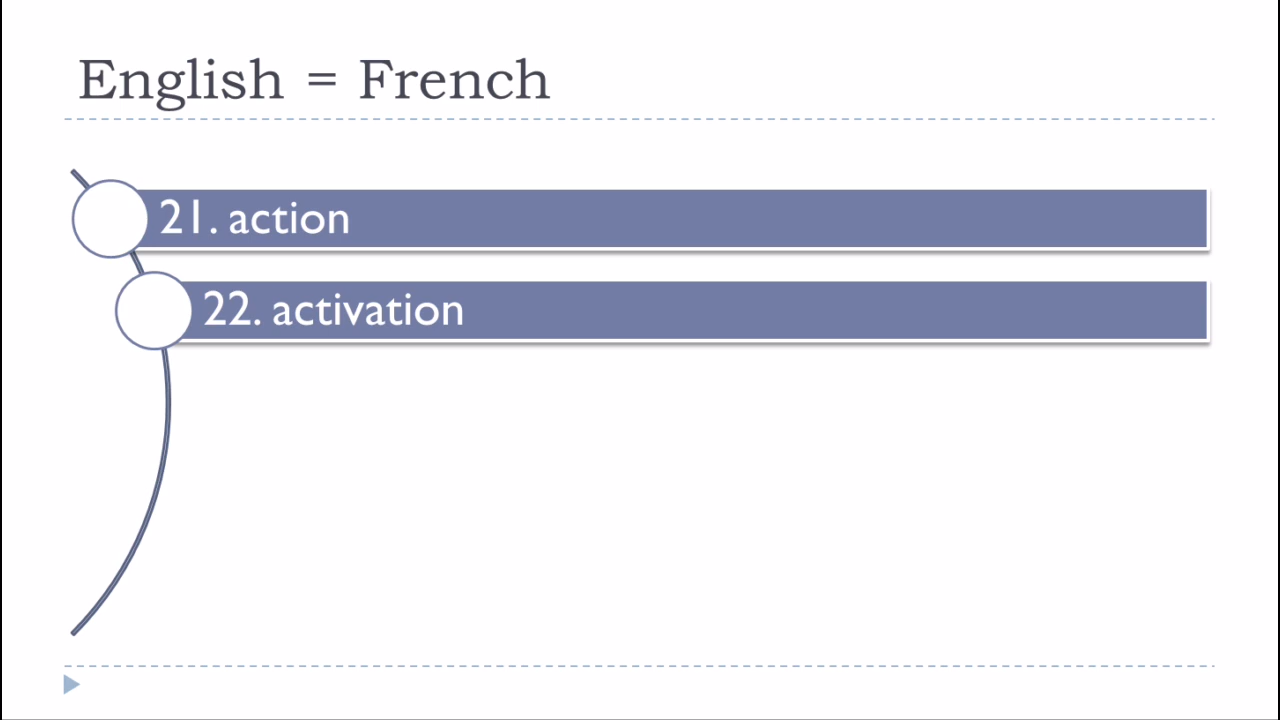 English = French
21. action
22. activation